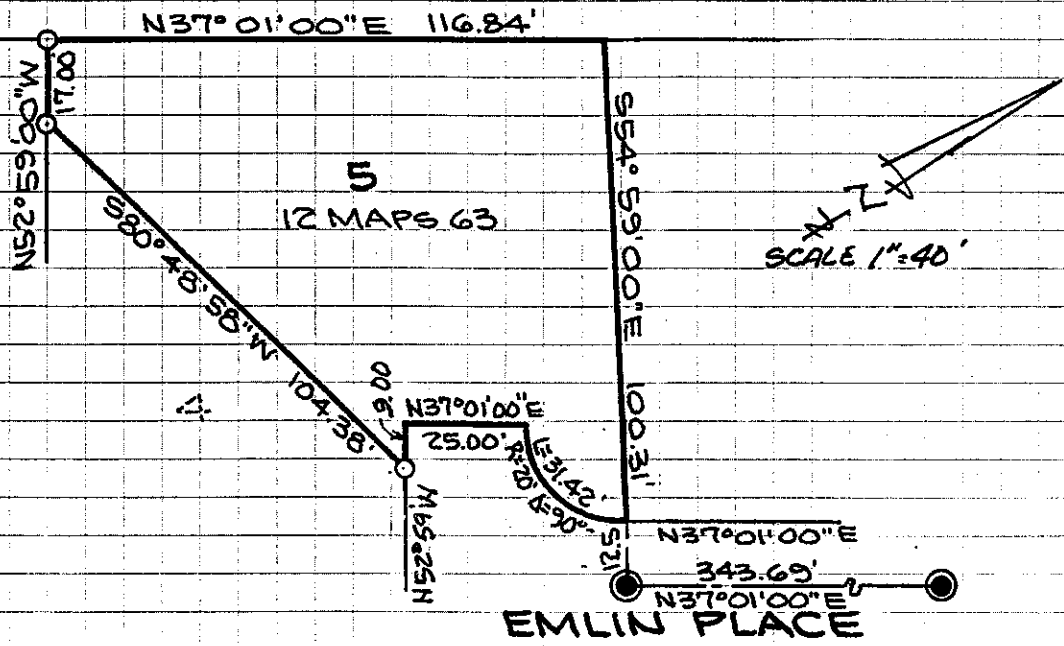 N37° 01'00"E 116.84'
17.00'
N52°59'00"W
5
12 MAPS 63
S54° 59'00"E
100.31'
Z
SCALE 1"=40'
S80° 48' 58"W 104.38'
9.00'
N37°01'00"E
25.00'
R=20'
L=31.42'
Δ=90°
N52°59'W
12.5
N37°01'00"E
343.69'
N37°01'00"E
EMLIN PLACE